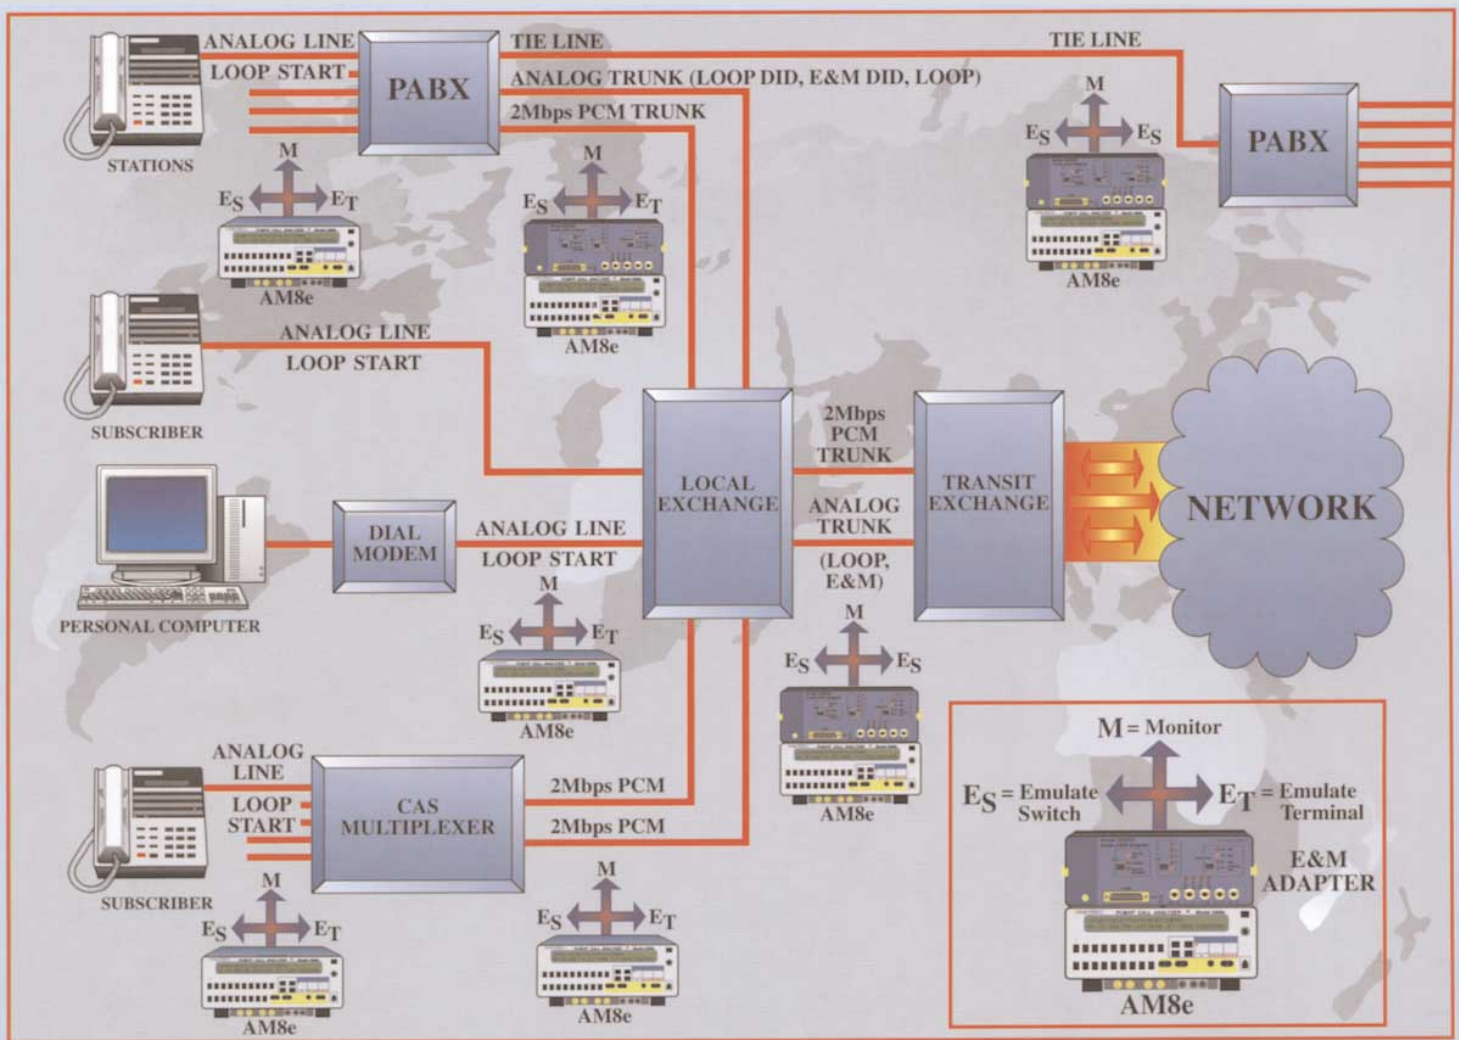 ANALOG LINE
LOOP START
PABX
TIE LINE
ANALOG TRUNK (LOOP DID, E&M DID, LOOP)
2Mbps PCM TRUNK
TIE LINE
PABX
STATIONS
M
ES
ET
AM8e
M
ES
ET
AM8e
M
ES
ES
AM8e
ANALOG LINE
LOOP START
SUBSCRIBER
LOCAL
EXCHANGE
2Mbps
PCM
TRUNK
ANALOG
TRUNK
(LOOP,
E&M)
TRANSIT
EXCHANGE
NETWORK
DIAL
MODEM
ANALOG LINE
LOOP START
PERSONAL COMPUTER
M
ES
ET
AM8e
M
ES
ES
AM8e
ANALOG
LINE
LOOP
START
CAS
MULTIPLEXER
2Mbps PCM
2Mbps PCM
SUBSCRIBER
M
ES
ET
AM8e
M
ES
ET
AM8e
M = Monitor
ES = Emulate
Switch
ET = Emulate
Terminal
E&M
ADAPTER
AM8e